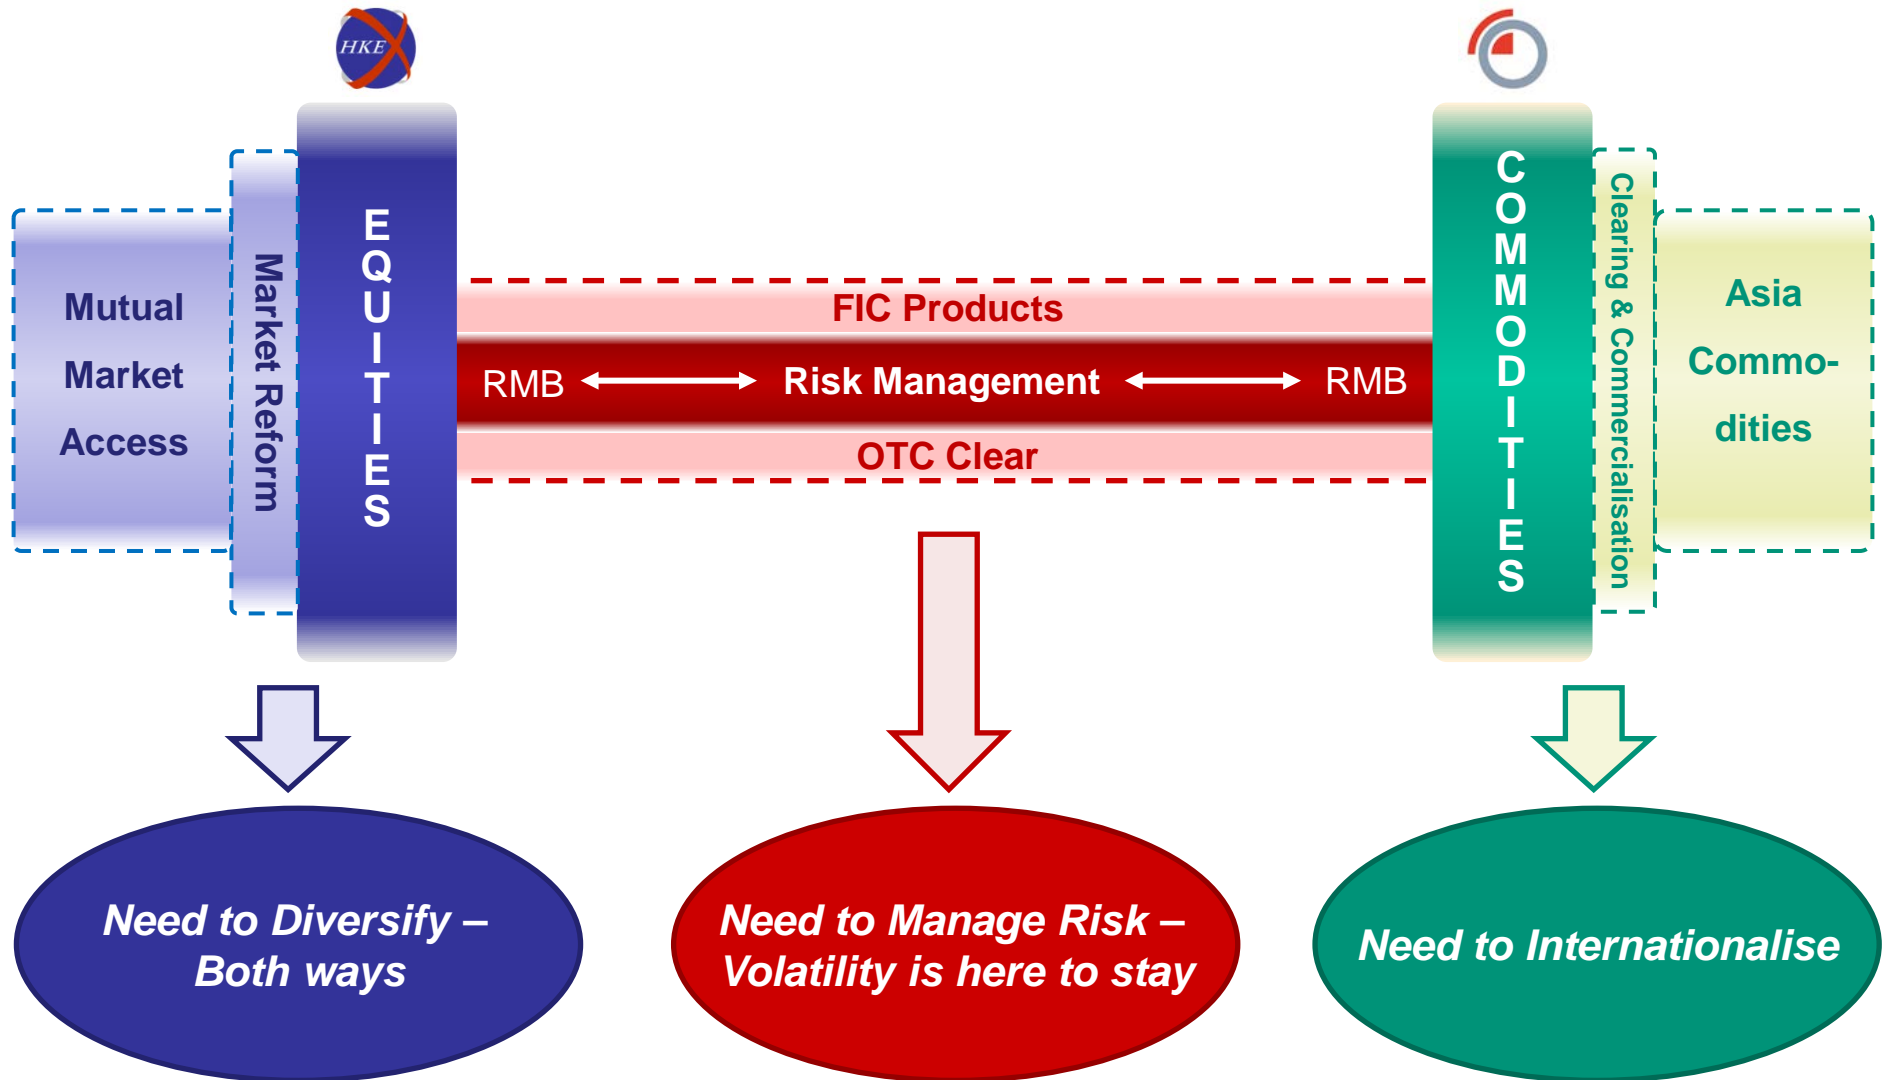 HKE
Mutual
Market
Access
Market Reform
EQUITIES
FIC Products
RMB
Risk Management
RMB
OTC Clear
COMMODITIES
Clearing & Commercialisation
Asia
Commo-
dities
Need to Diversify –
Both ways
Need to Manage Risk –
Volatility is here to stay
Need to Internationalise